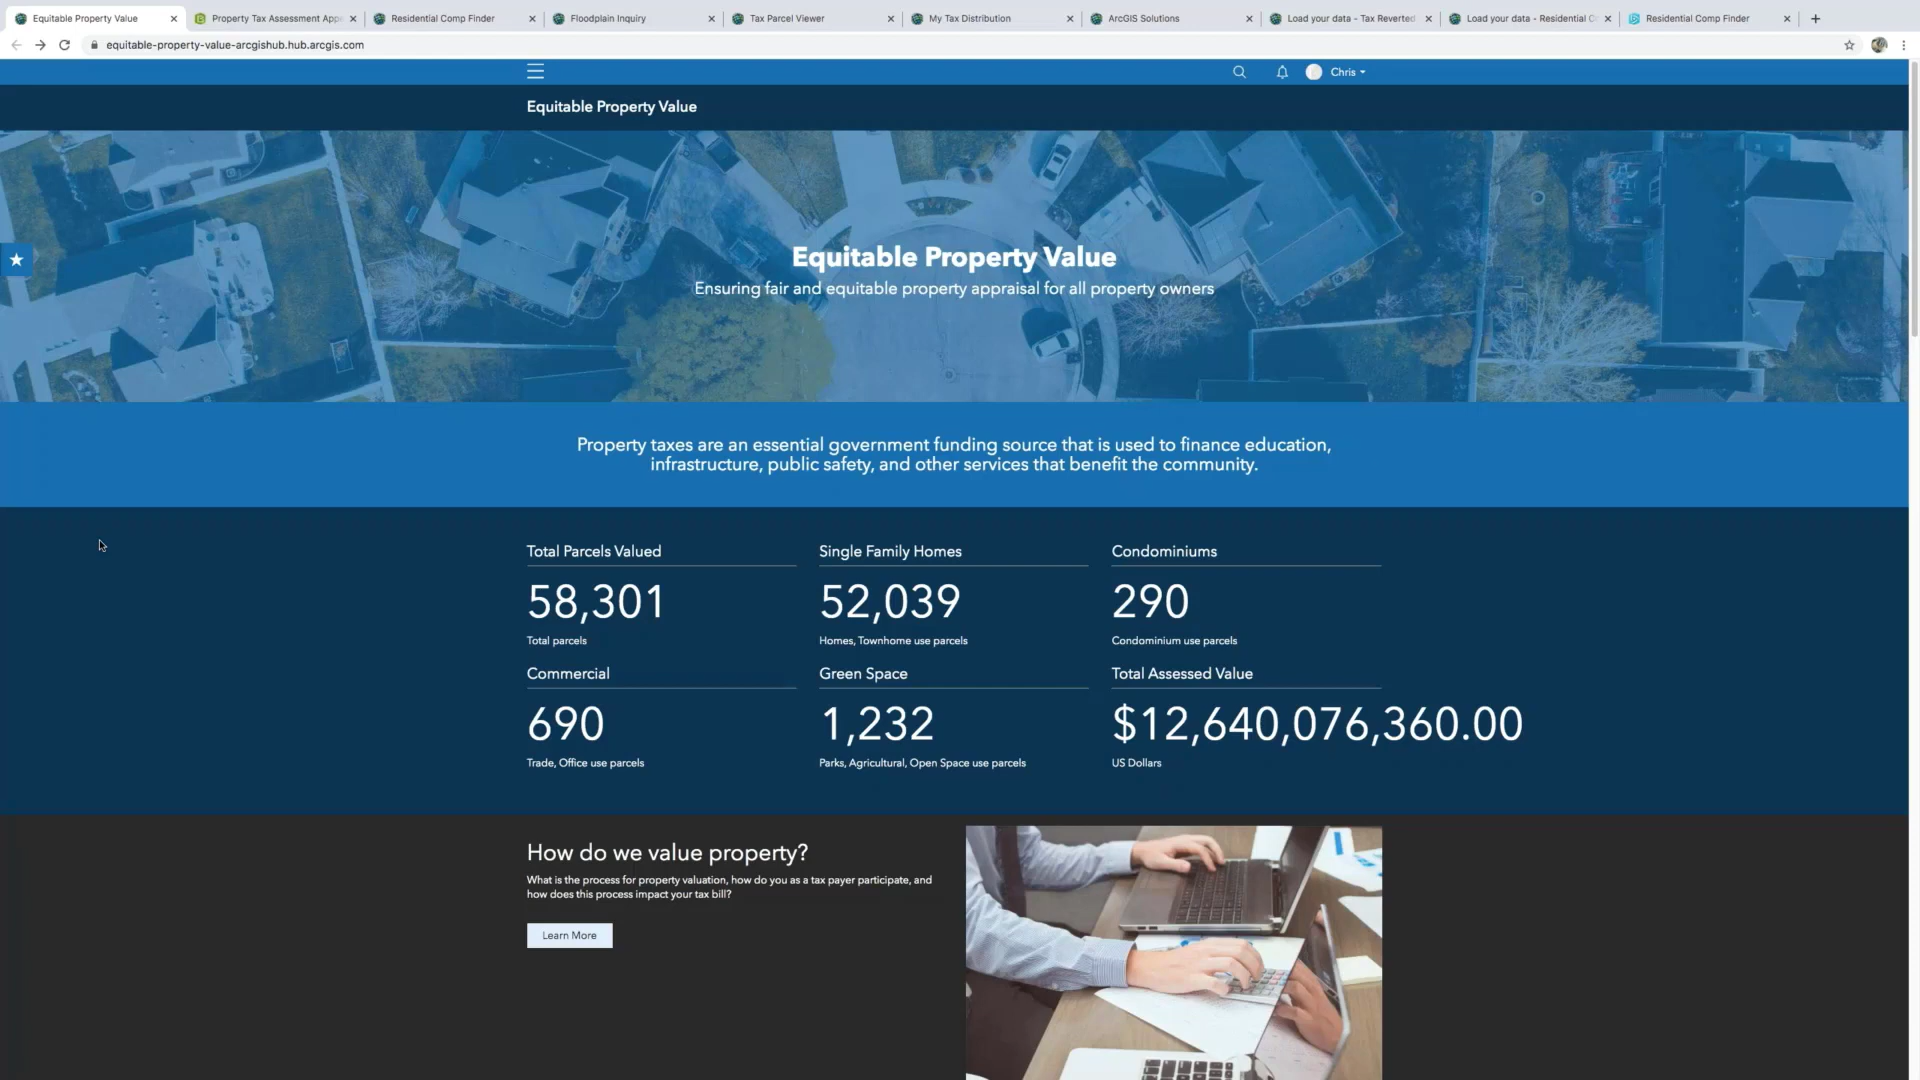 Equitable Property Value
Property Tax Assessment App
Residential Comp Finder
Floodplain Inquiry
Tax Parcel Viewer
My Tax Distribution
ArcGIS Solutions
Load your data - Tax Reverted
Load your data - Residential C
Residential Comp Finder
equitable-property-value-arcgishub.hub.arcgis.com
Chris
Equitable Property Value
Equitable Property Value
Ensuring fair and equitable property appraisal for all property owners
Property taxes are an essential government funding source that is used to finance education,
infrastructure, public safety, and other services that benefit the community.
Total Parcels Valued
58,301
Total parcels
Single Family Homes
52,039
Homes, Townhome use parcels
Condominiums
290
Condominium use parcels
Commercial
690
Trade, Office use parcels
Green Space
1,232
Parks, Agricultural, Open Space use parcels
Total Assessed Value
$12,640,076,360.00
US Dollars
How do we value property?
What is the process for property valuation, how do you as a tax payer participate, and
how does this process impact your tax bill?
Learn More